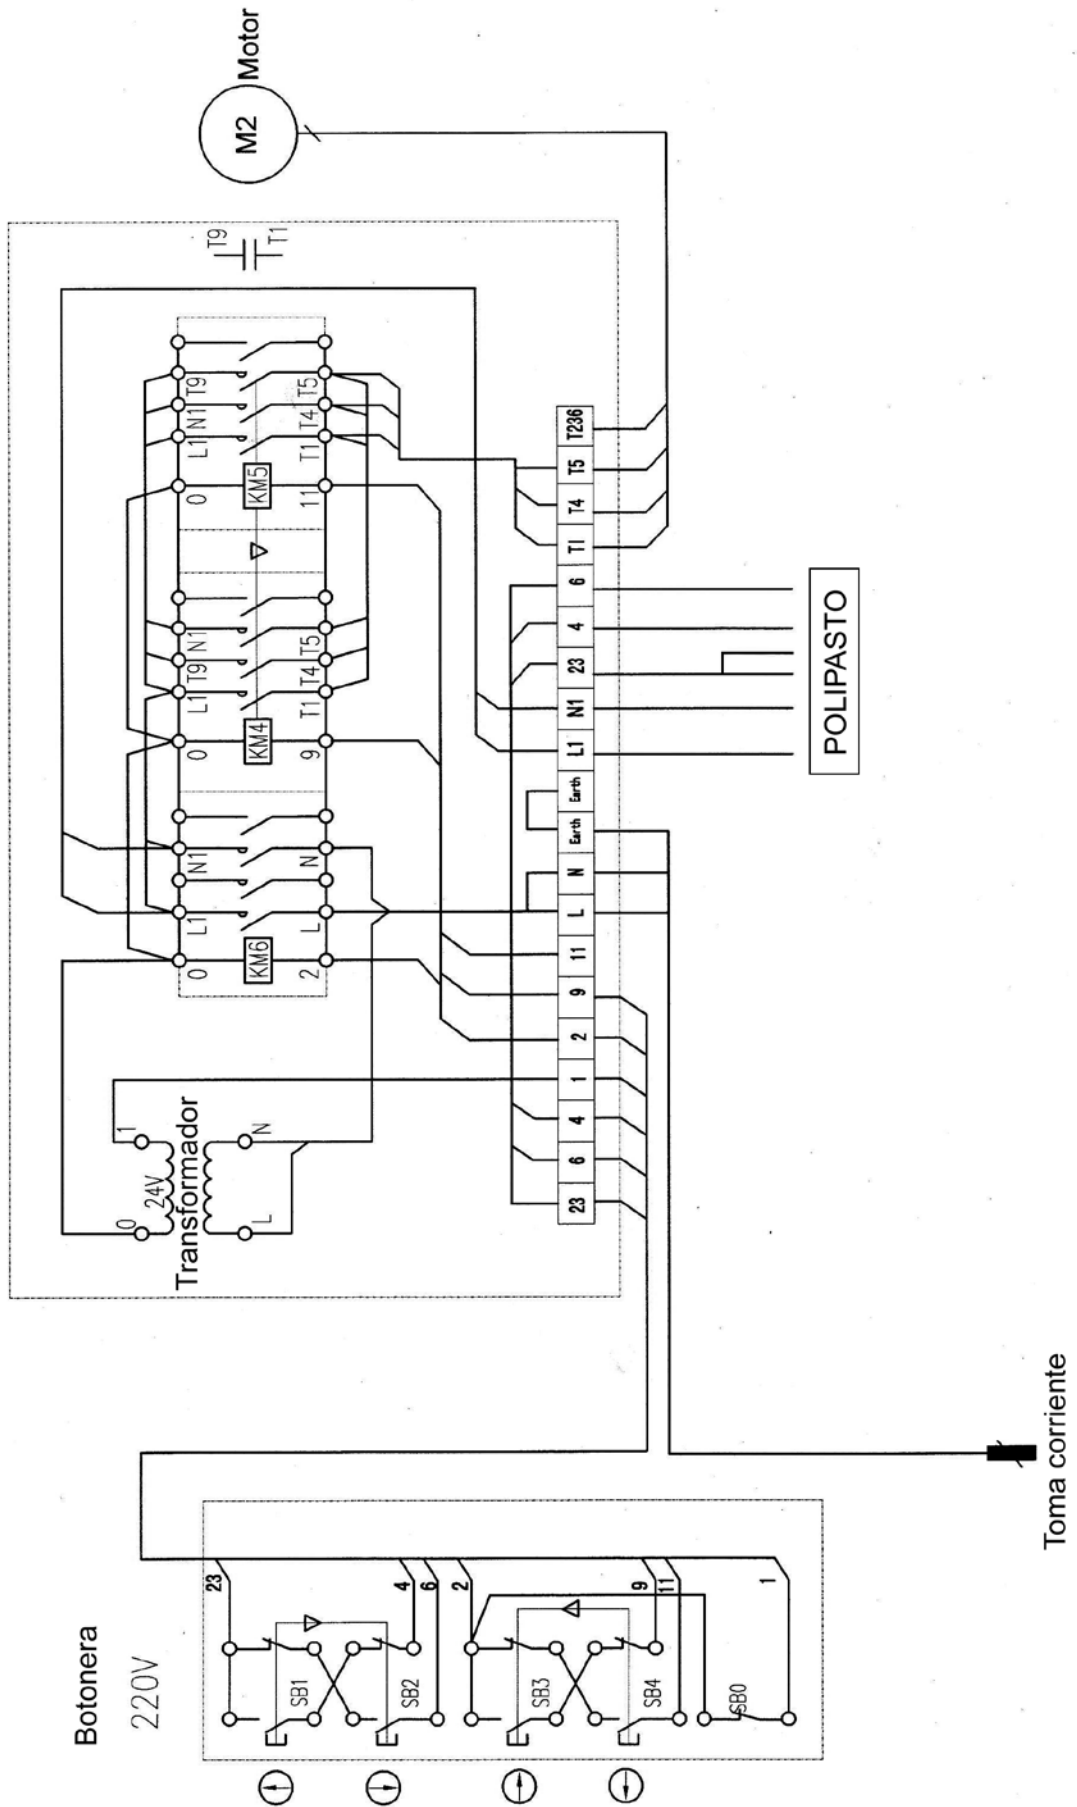 Botonera
220V
23
4
6
2
9
11
1
SB1
SB2
SB3
SB4
SB0
Toma corriente
Transformador
24V
0
1
L
N
0
L1
N1
KM6
2
L
N
0
L1
T9
N1
KM4
9
T1
T4
T5
0
L1
N1
T9
KM5
11
T1
T4
T5
T9
T1
M2
Motor
23
6
4
1
2
9
11
L
N
Earth
Earth
L1
N1
23
4
6
T1
T4
T5
T236
POLIPASTO